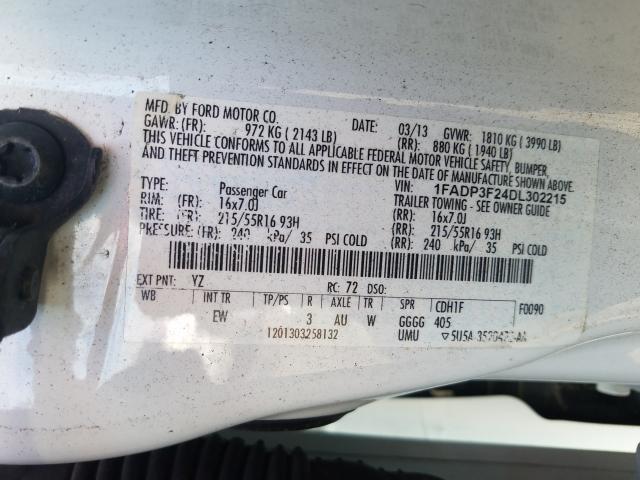 MFD. BY FORD MOTOR CO.
DATE: 03/13 GVWR: 1810 KG ( 3990 LB)
GAWR: (FR): 972 KG ( 2143 LB) (RR): 880 KG ( 1940 LB)
THIS VEHICLE CONFORMS TO ALL APPLICABLE FEDERAL MOTOR VEHICLE SAFETY, BUMPER,
AND THEFT PREVENTION STANDARDS IN EFFECT ON THE DATE OF MANUFACTURE SHOWN ABOVE.
VIN: 1FADP3F24DL302215
TYPE: Passenger Car TRAILER TOWING - SEE OWNER GUIDE
RIM: (FR): 16x7.0J (RR): 16x7.0J
TIRE: (FR): 215/55R16 93H (RR): 215/55R16 93H
PRESSURE: (FR): 240 kPa/ 35 PSI COLD (RR): 240 kPa/ 35 PSI COLD
EXT PNT: YZ RC: 72 DSO:
WB INT TR TP/PS R AXLE TR SPR CDH1F F0090
EW 3 AU W GGGG 405
1201303258132 UMU